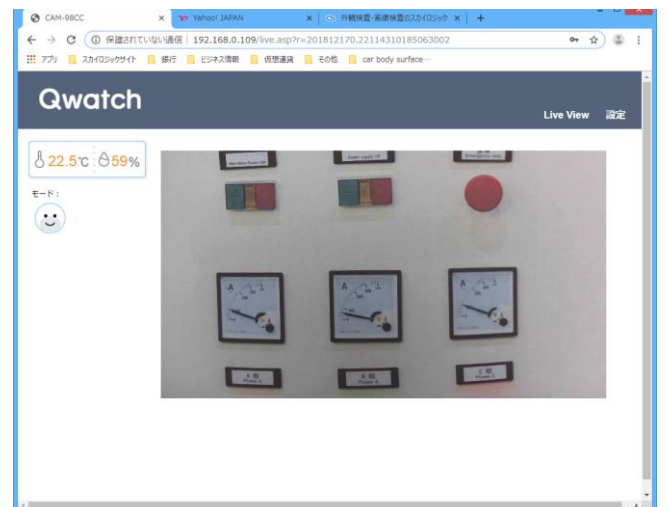 CAM-98CC
Yahoo! JAPAN
外観検査・画像検査のスカイロジック
保護されていない通信 | 192.168.0.109/live.asp?r=201812170,22114310185063002
アプリ
スカイロジックサイト
銀行
ビジネス情報
仮想通貨
その他
car body surface…
Qwatch
Live View
設定
22.5℃
59%
モード:
Power supply I/P
Emergency stop
A
A
A
A 相
Phase A
B 相
Phase B
C 相
Phase C